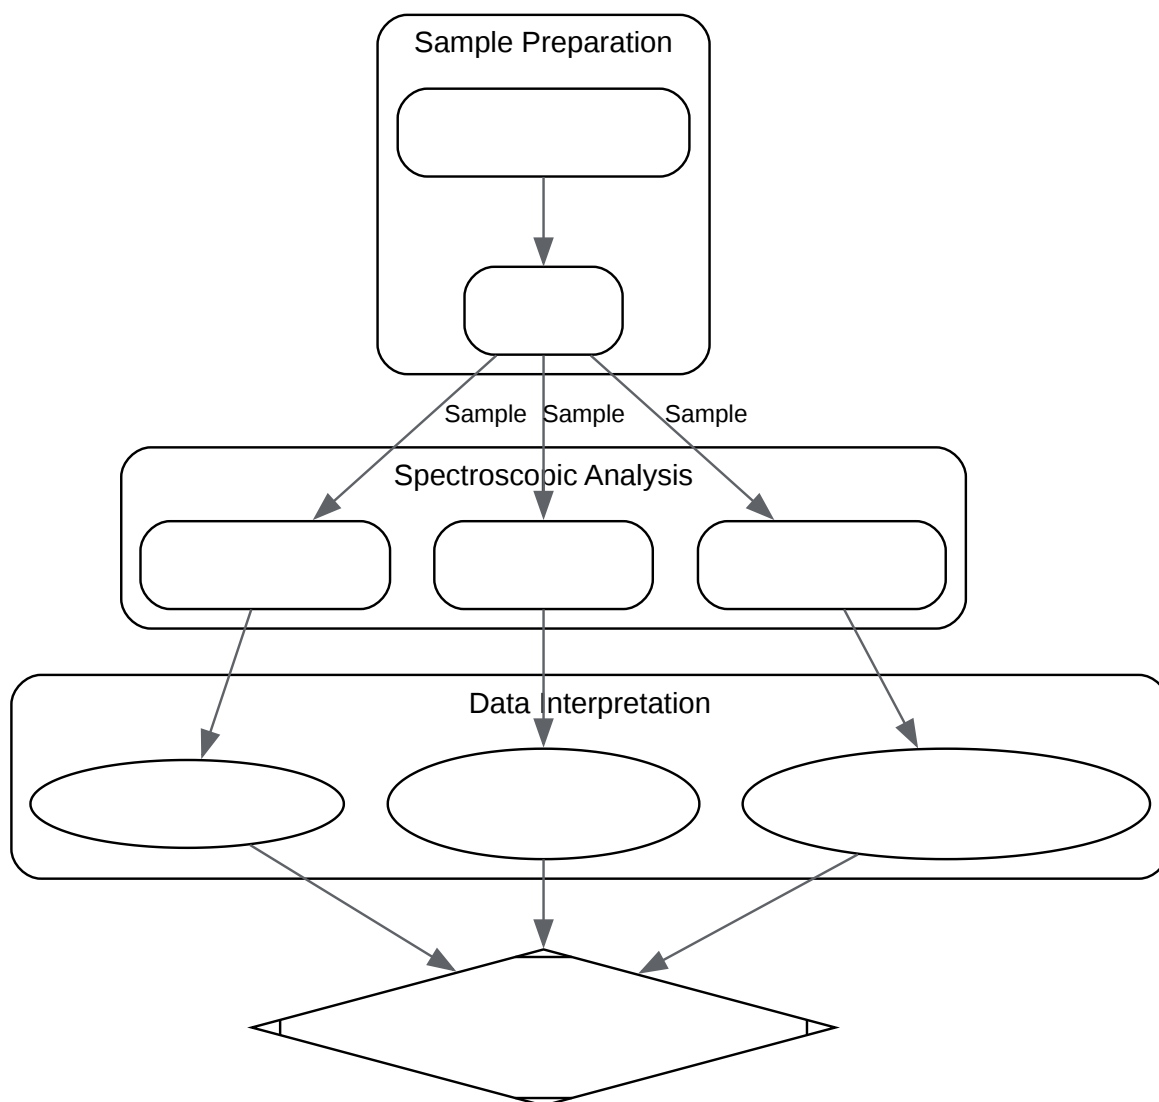 Sample Preparation
Sample
Sample
Sample
Spectroscopic Analysis
Data Interpretation